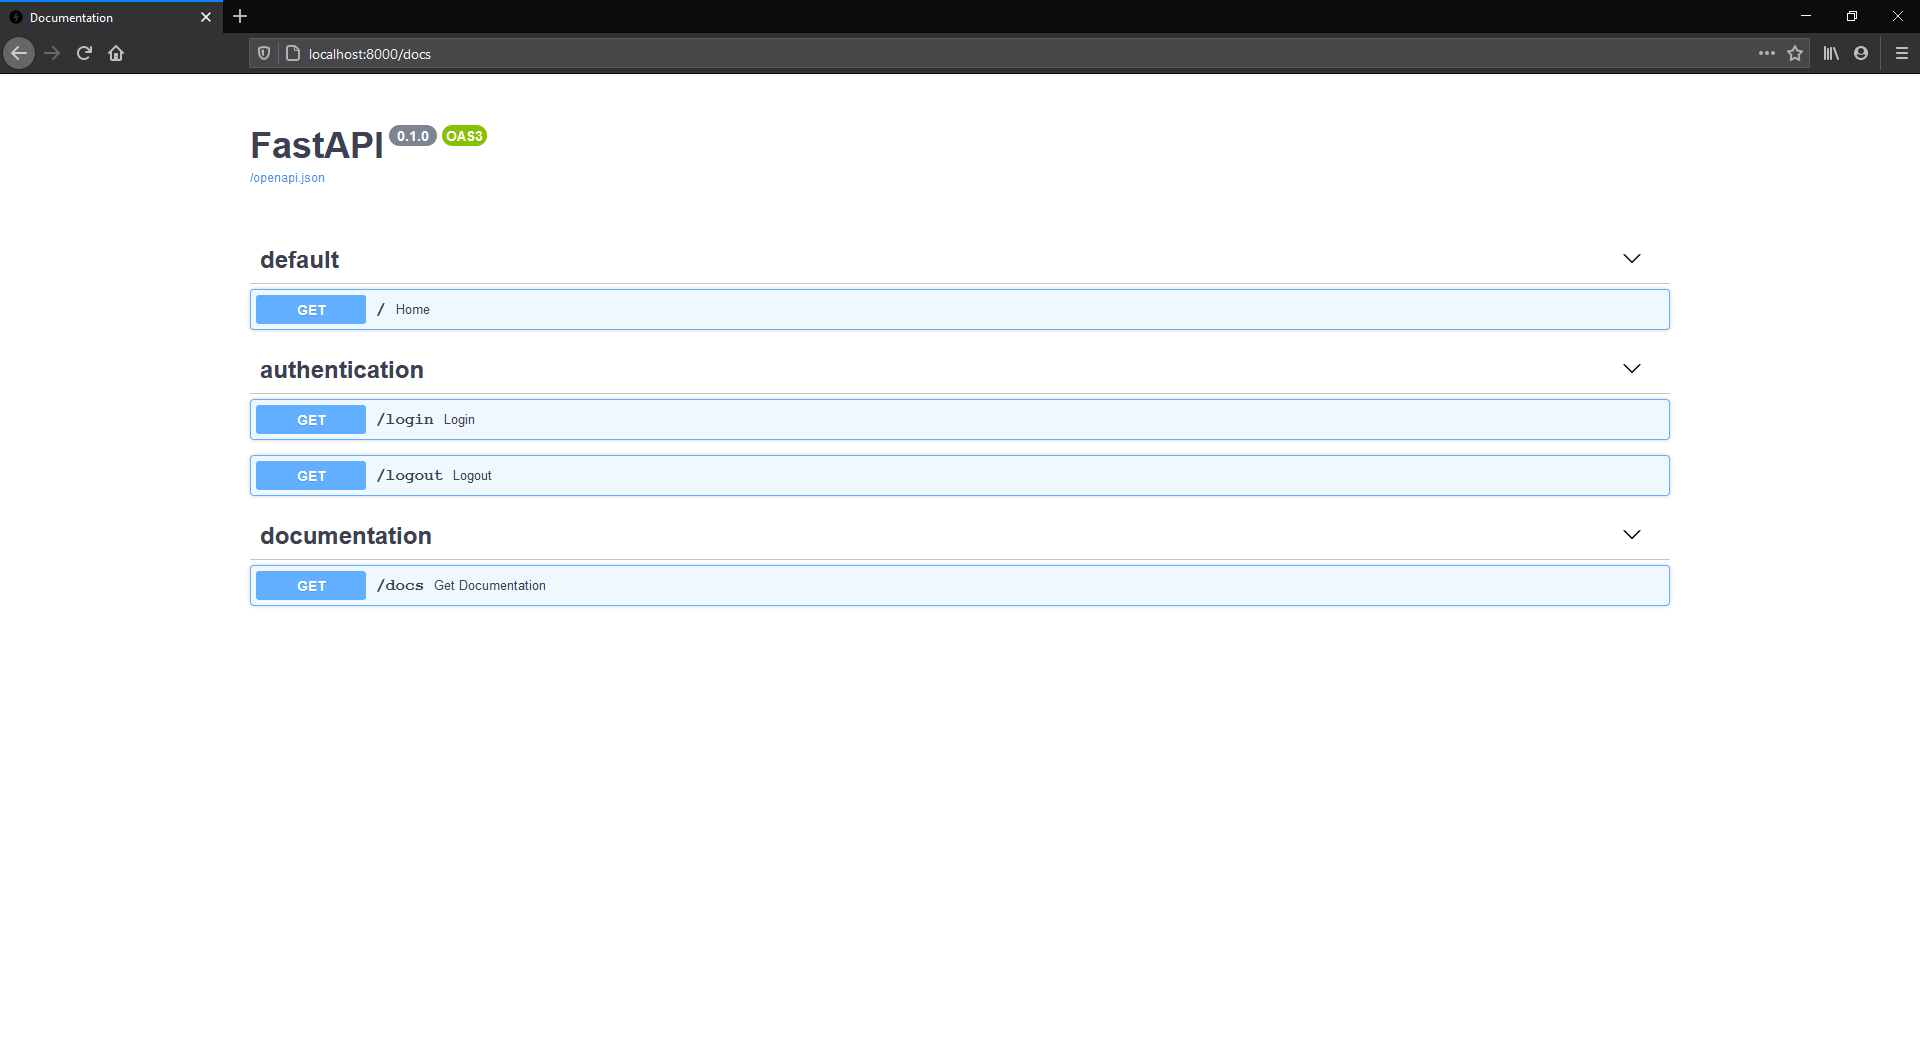 Documentation
localhost:8000/docs
FastAPI 0.1.0 OAS3
/openapi.json
default
GET / Home
authentication
GET /login Login
GET /logout Logout
documentation
GET /docs Get Documentation